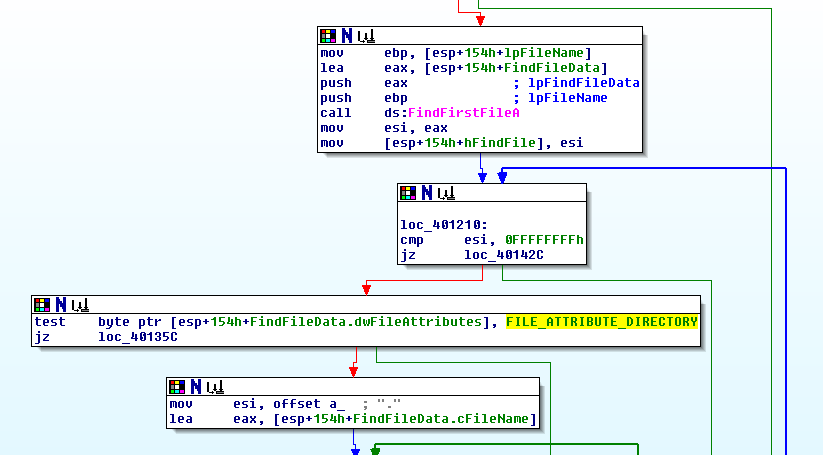 mov ebp, [esp+154h+lpFileName]
lea eax, [esp+154h+FindFileData]
push eax ; lpFindFileData
push ebp ; lpFileName
call ds:FindFirstFileA
mov esi, eax
mov [esp+154h+hFindFile], esi
loc_401210:
cmp esi, 0FFFFFFFFh
jz loc_40142C
test byte ptr [esp+154h+FindFileData.dwFileAttributes], FILE_ATTRIBUTE_DIRECTORY
jz loc_40135C
mov esi, offset a_ ; "."
lea eax, [esp+154h+FindFileData.cFileName]